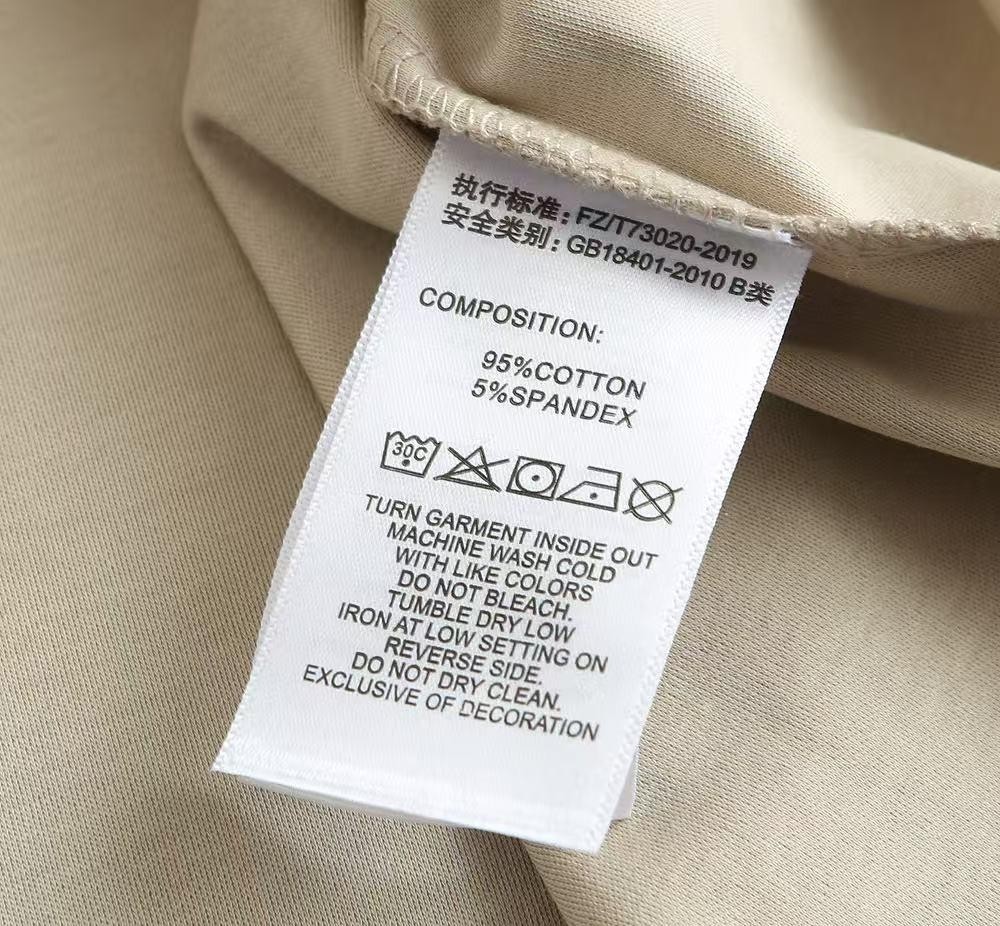 执行标准: FZ/T73020-2019
安全类别: GB18401-2010 B类
COMPOSITION:
95%COTTON
5%SPANDEX
30C
TURN GARMENT INSIDE OUT
MACHINE WASH COLD
WITH LIKE COLORS
DO NOT BLEACH.
TUMBLE DRY LOW
IRON AT LOW SETTING ON
REVERSE SIDE.
DO NOT DRY CLEAN.
EXCLUSIVE OF DECORATION